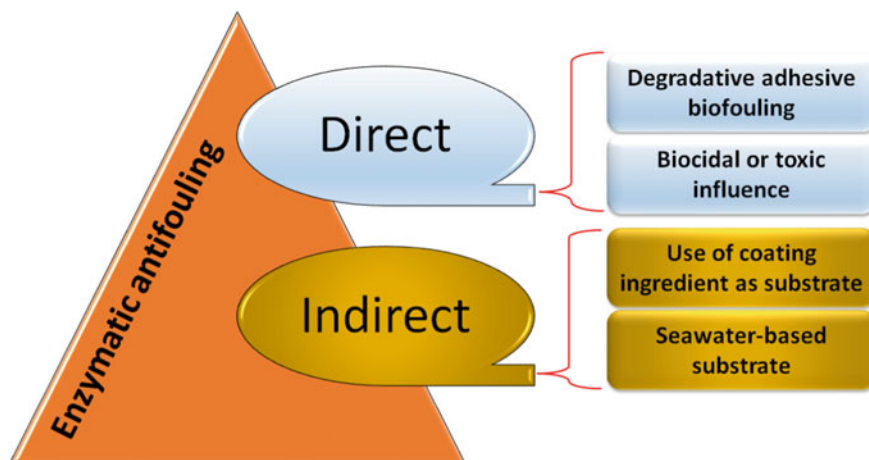 Enzymatic antifouling
Direct
Degradative adhesive
biofouling
Biocidal or toxic
influence
Indirect
Use of coating
ingredient as substrate
Seawater-based
substrate